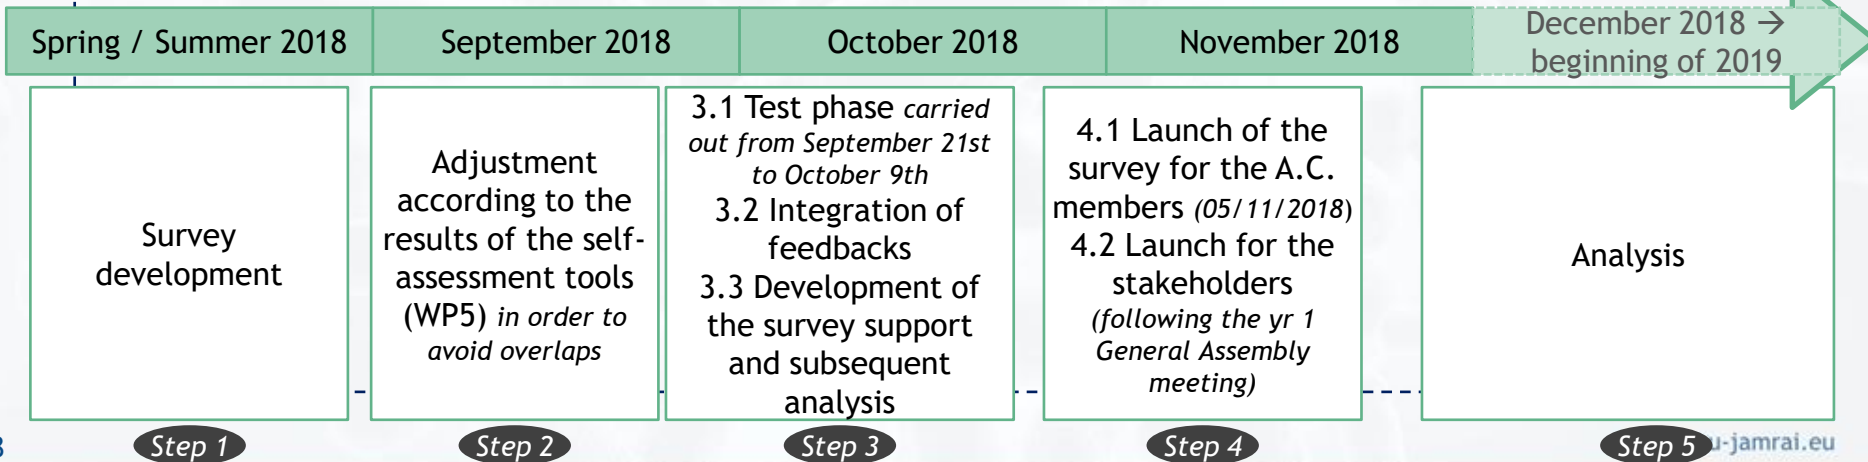 Spring / Summer 2018
September 2018
October 2018
November 2018
December 2018 →
beginning of 2019
Survey
development
Adjustment
according to the
results of the self-
assessment tools
(WP5) in order to
avoid overlaps
3.1 Test phase carried
out from September 21st
to October 9th
3.2 Integration of
feedbacks
3.3 Development of
the survey support
and subsequent
analysis
4.1 Launch of the
survey for the A.C.
members (05/11/2018)
4.2 Launch for the
stakeholders
(following the yr 1
General Assembly
meeting)
Analysis
Step 1
Step 2
Step 3
Step 4
Step 5
u-jamrai.eu